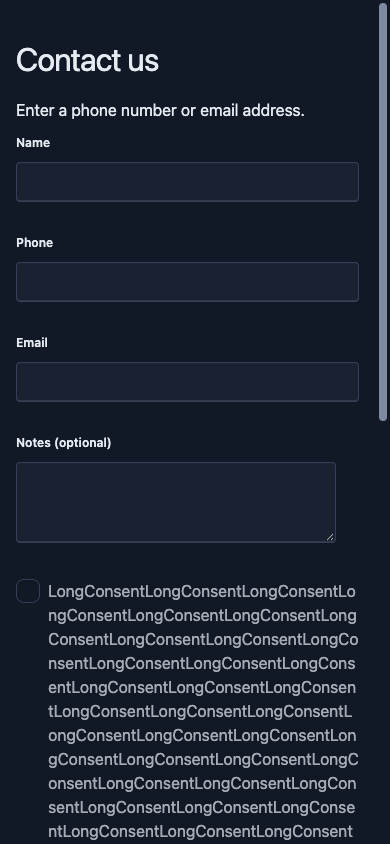 Contact us
Enter a phone number or email address.
Name
Phone
Email
Notes (optional)
LongConsentLongConsentLongConsentLo
ngConsentLongConsentLongConsentLong
ConsentLongConsentLongConsentLongCo
nsentLongConsentLongConsentLongCons
entLongConsentLongConsentLongConsen
tLongConsentLongConsentLongConsentL
ongConsentLongConsentLongConsentLon
gConsentLongConsentLongConsentLongC
onsentLongConsentLongConsentLongCon
sentLongConsentLongConsentLongConse
ntLongConsentLongConsentLongConsent